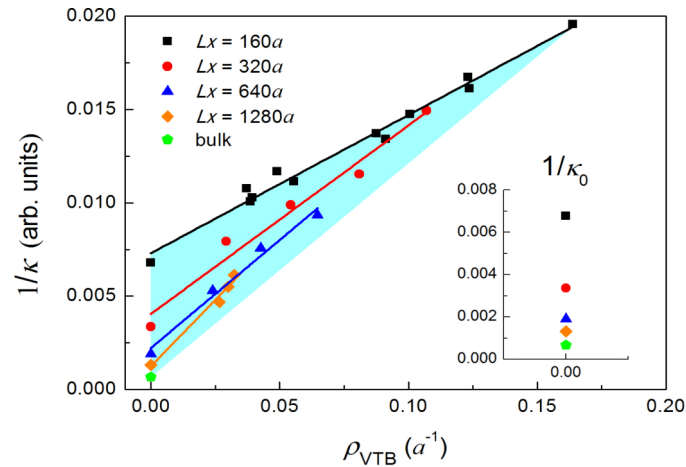 0.020
0.015
0.010
0.005
0.000
1/κ (arb. units)
Lx = 160a
Lx = 320a
Lx = 640a
Lx = 1280a
bulk
1/κ₀
0.008
0.006
0.004
0.002
0.000
0.00
0.00 0.05 0.10 0.15 0.20
ρVTB (a⁻¹)